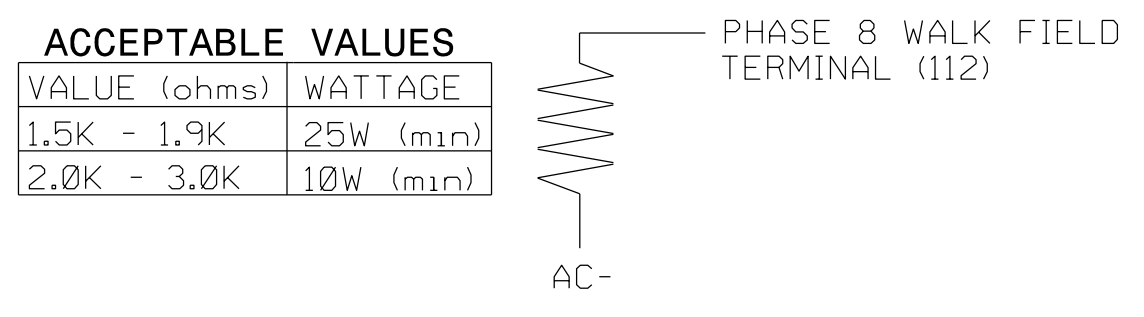 ACCEPTABLE VALUES
VALUE (ohms) WATTAGE
1.5K - 1.9K 25W (min)
2.0K - 3.0K 10W (min)
PHASE 8 WALK FIELD
TERMINAL (112)
AC-